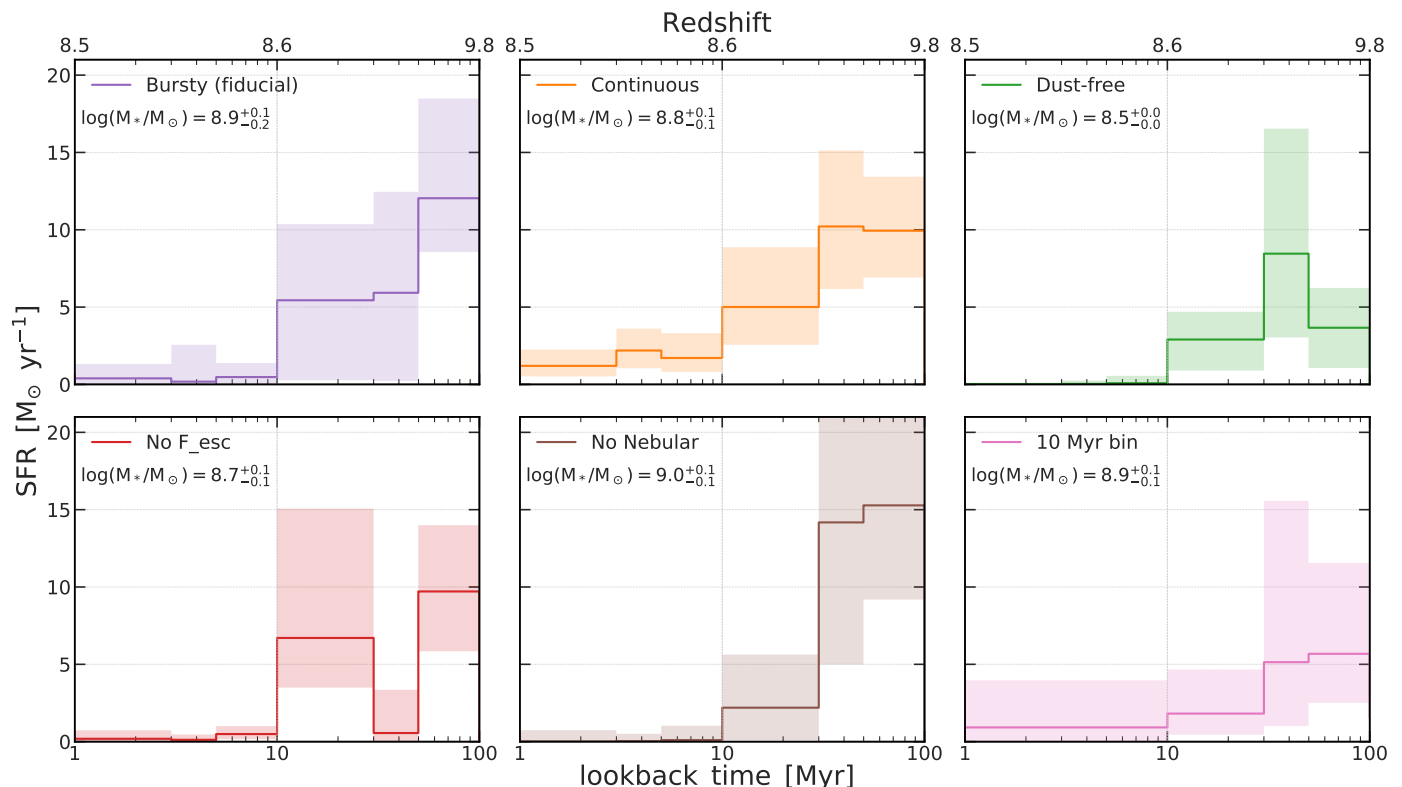 Redshift
8.5 8.6 9.8 8.5 8.6 9.8 8.5 8.6 9.8
20
15
10
5
0
Bursty (fiducial)
log(M*/M⊙) = 8.9 +0.1 −0.2
Continuous
log(M*/M⊙) = 8.8 +0.1 −0.1
Dust-free
log(M*/M⊙) = 8.5 +0.0 −0.0
SFR [M⊙ yr−1]
20
15
10
5
0
No F_esc
log(M*/M⊙) = 8.7 +0.1 −0.1
No Nebular
log(M*/M⊙) = 9.0 +0.1 −0.1
10 Myr bin
log(M*/M⊙) = 8.9 +0.1 −0.1
1 10 100 1 10 100 1 10 100
lookback time [Myr]